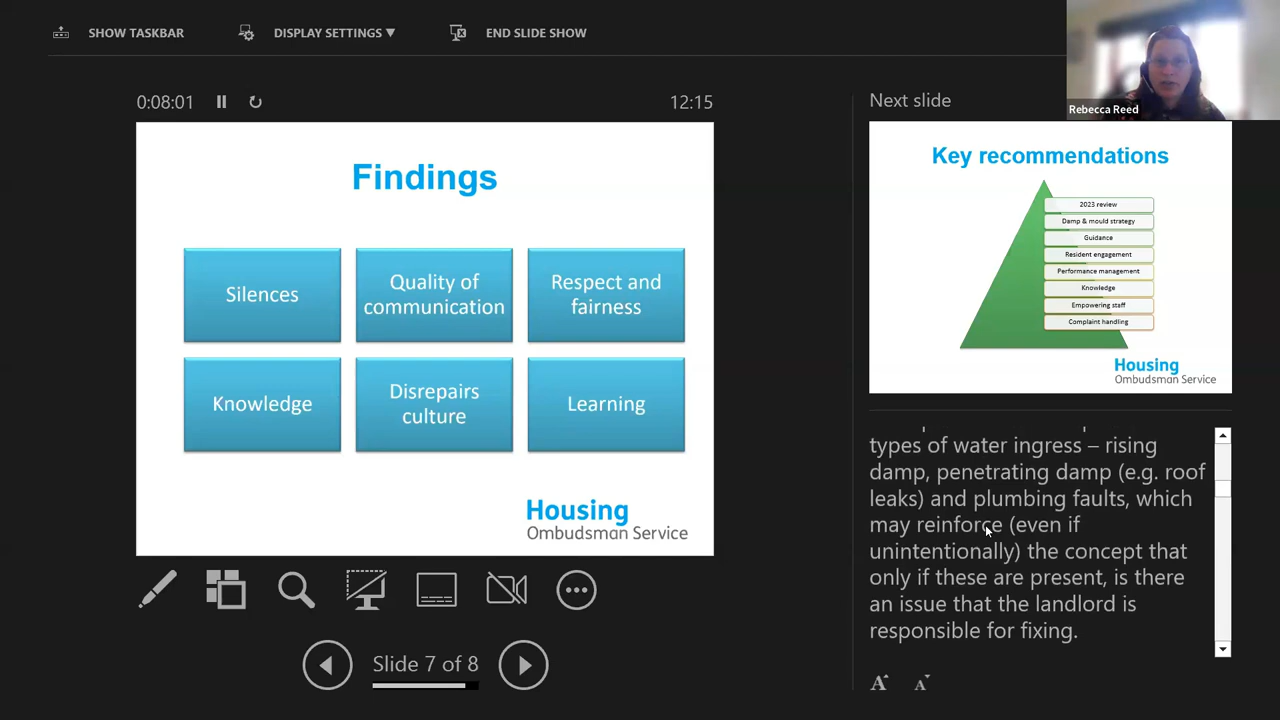 SHOW TASKBAR
DISPLAY SETTINGS ▼
END SLIDE SHOW
0:08:01
12:15
Findings
Silences
Quality of
communication
Respect and
fairness
Knowledge
Disrepairs
culture
Learning
Housing
Ombudsman Service
Slide 7 of 8
Rebecca Reed
Next slide
Key recommendations
2023 review
Damp & mould strategy
Guidance
Resident engagement
Performance management
Knowledge
Empowering staff
Complaint handling
Housing
Ombudsman Service
types of water ingress – rising
damp, penetrating damp (e.g. roof
leaks) and plumbing faults, which
may reinforce (even if
unintentionally) the concept that
only if these are present, is there
an issue that the landlord is
responsible for fixing.
A A